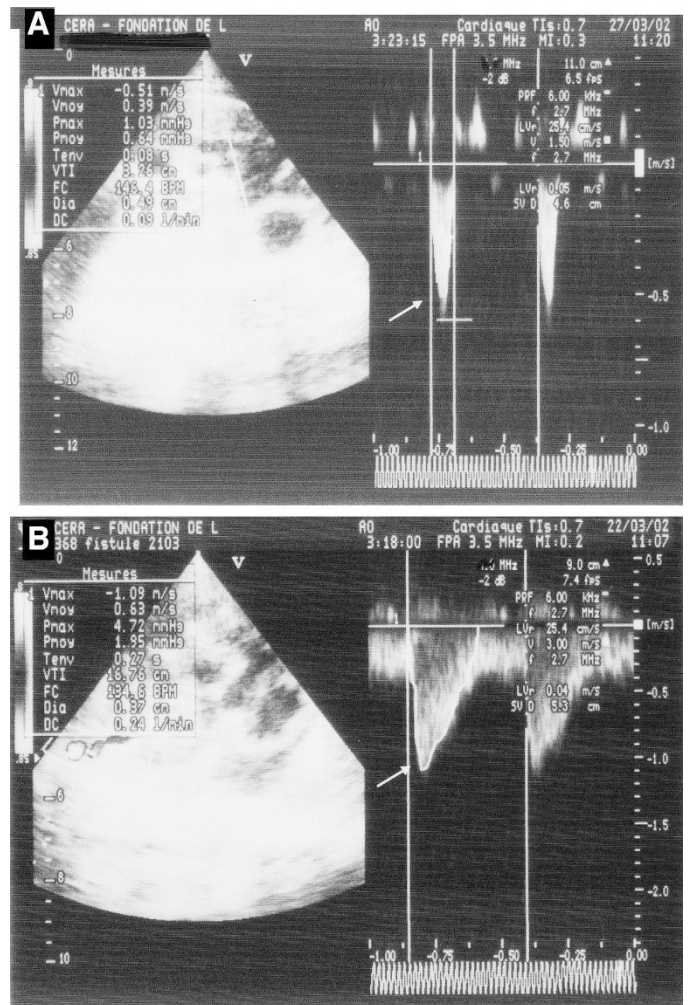 A
CERA - FONDATION DE L
AO
Cardiaque TIs:0.7
27/03/02
3:23:15 FPA 3.5 MHz MI:0.3 11:20
Mesures
Vmax -0.51 m/s
Vmoy 0.39 m/s
Pmax 1.03 mmHg
Pmoy 0.64 mmHg
Tenv 0.08 s
VTI 3.26 cm
FC 146.4 BPM
Dia 0.49 cm
DC 0.09 l/min
MHz 11.0 cm
-2 dB 6.5 fps
PRF 6.00 kHz
f 2.7 MHz
LVr 25.4 cm/s
V 1.50 m/s
f 2.7 MHz
LVr 0.05 m/s
SV D 4.6 cm
1
[m/s]
-0.5
-1.0
0
-6
-8
-10
-12
.85
V
-1.00 -0.75 -0.50 -0.25 0.00
B
CERA - FONDATION DE L
AO
Cardiaque TIs:0.7
22/03/02
368 fistule 2103
3:18:00 FPA 3.5 MHz MI:0.2 11:07
Mesures
Vmax -1.09 m/s
Vmoy 0.63 m/s
Pmax 4.72 mmHg
Pmoy 1.95 mmHg
Tenv 0.27 s
VTI 16.76 cm
FC 134.6 BPM
Dia 0.37 cm
DC 0.24 l/min
MHz 9.0 cm
-2 dB 7.4 fps
PRF 6.00 kHz
f 2.7 MHz
LVr 25.4 cm/s
V 3.00 m/s
f 2.7 MHz
LVr 0.04 m/s
SV D 5.3 cm
1
0.5
[m/s]
-0.5
-1.0
-1.5
-2.0
0
-6
-8
-10
.85
V
-1.00 -0.75 -0.50 -0.25 0.00